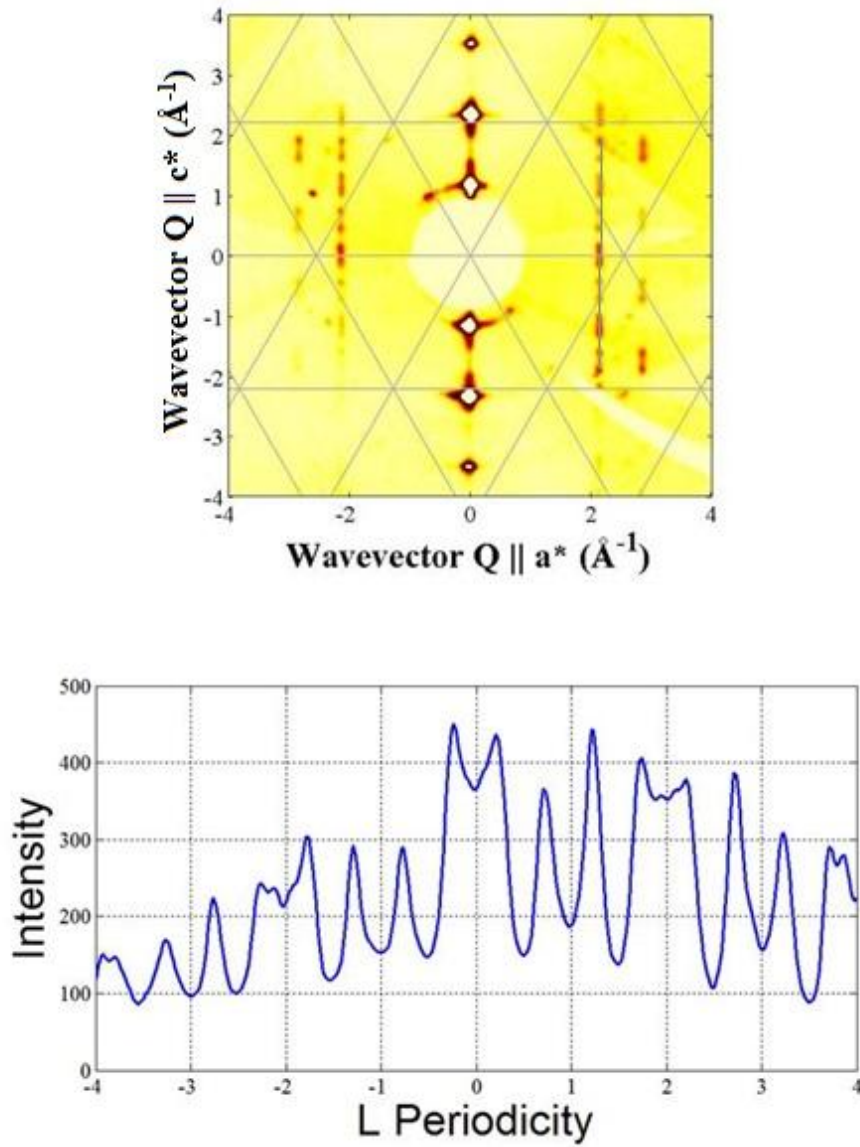 4
3
2
1
0
-1
-2
-3
-4
Wavevector Q || c* (Å-1)
-4 -2 0 2 4
Wavevector Q || a* (Å-1)
500
400
300
200
100
0
Intensity
-4 -3 -2 -1 0 1 2 3 4
L Periodicity